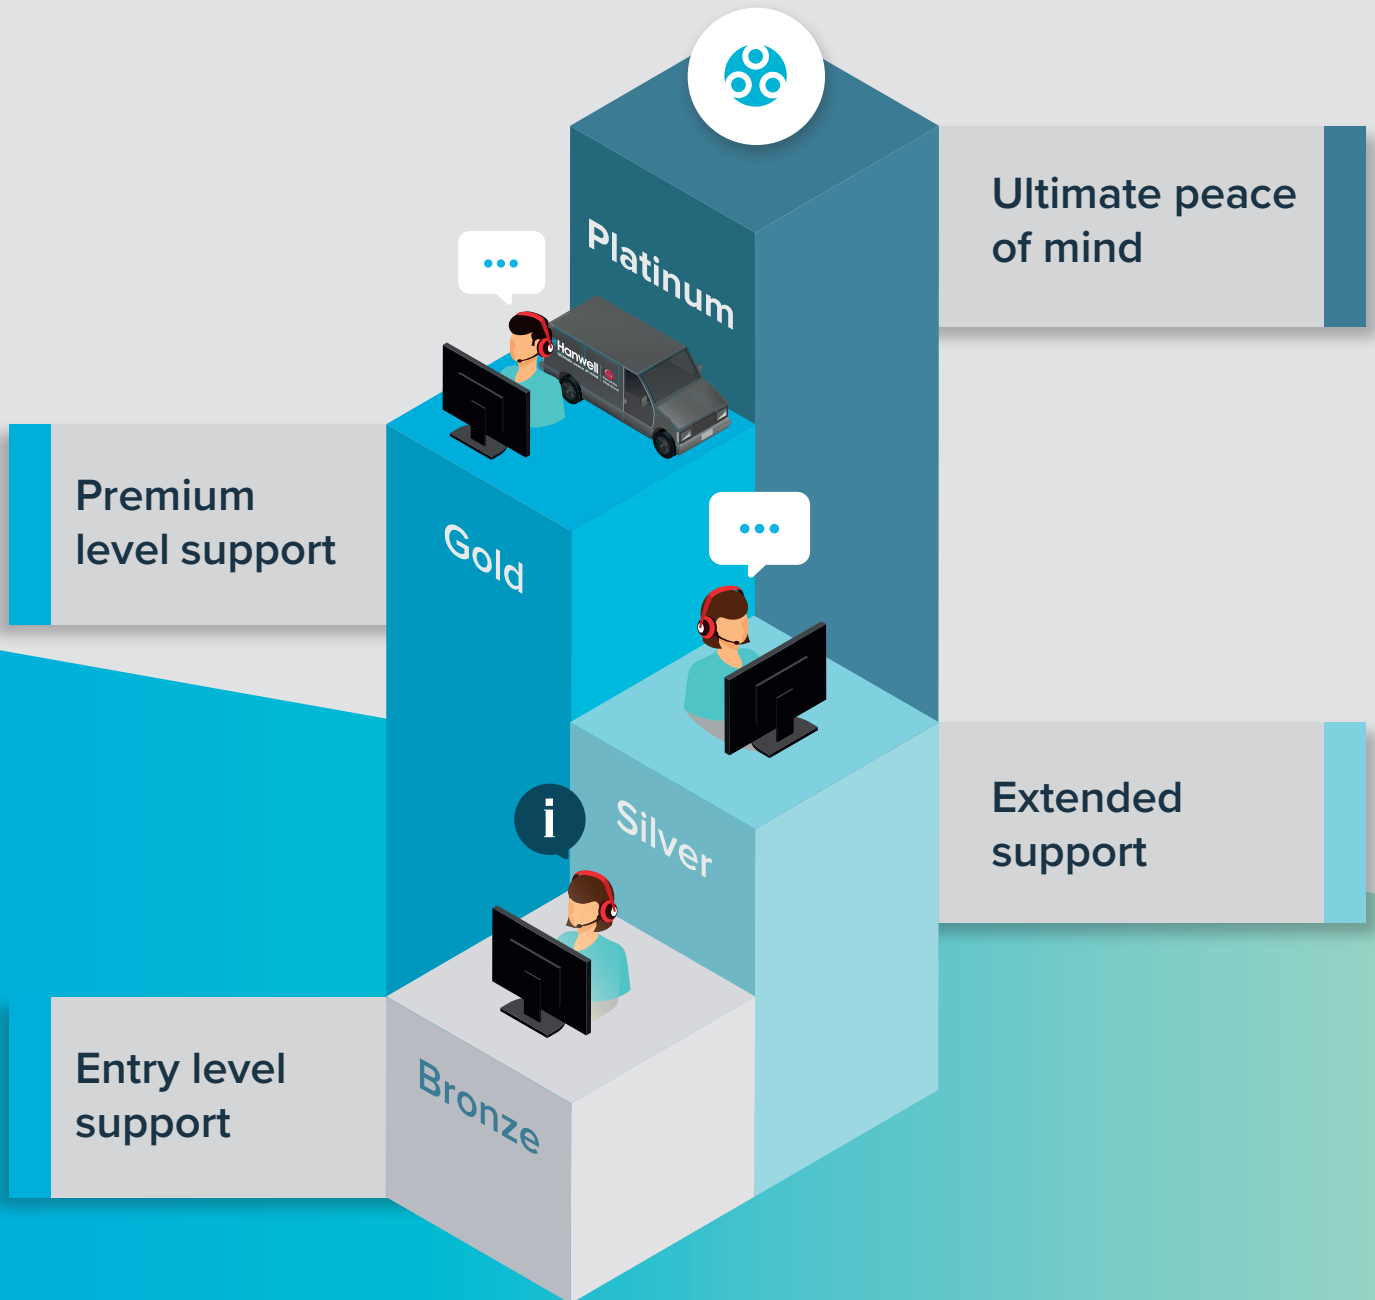 Platinum
Ultimate peace
of mind
Hanwell
Premium
level support
Gold
Extended
support
Silver
i
Entry level
support
Bronze